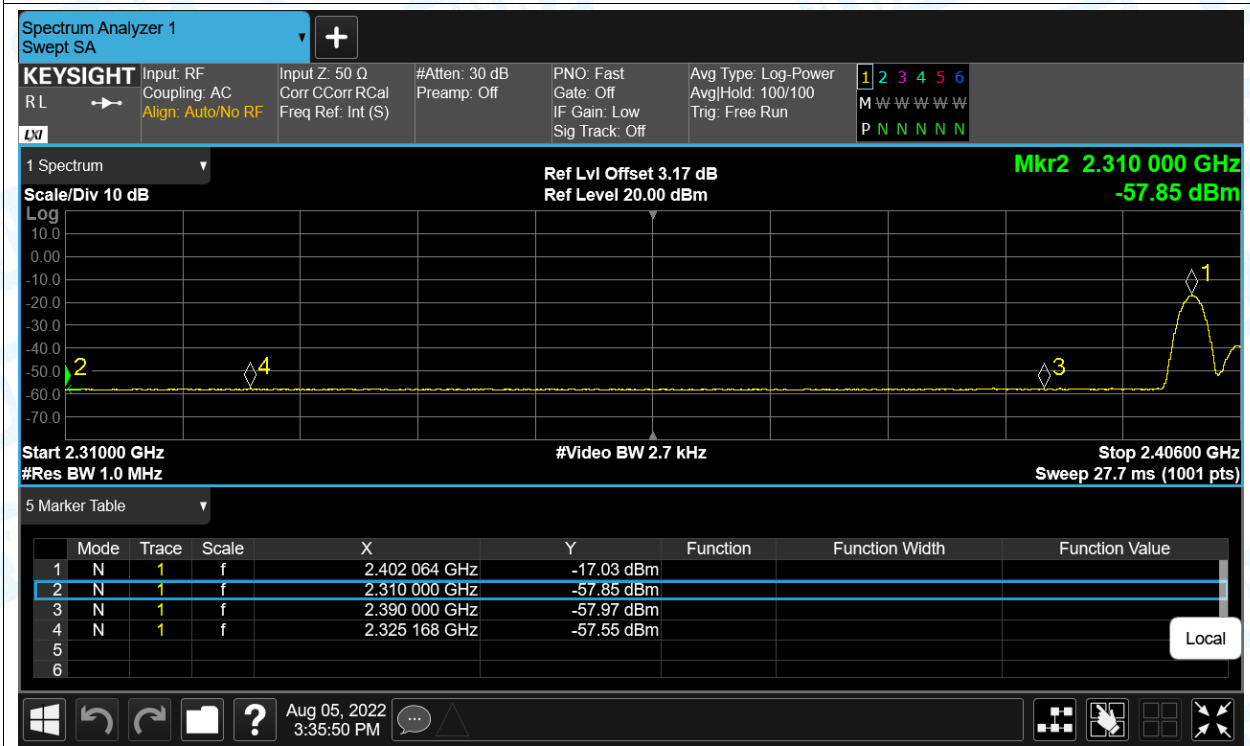 Spectrum Analyzer 1
Swept SA
KEYSIGHT
RL
LXI
Input: RF
Coupling: AC
Align: Auto/No RF
Input Z: 50 Ω
Corr CCorr RCal
Freq Ref: Int (S)
#Atten: 30 dB
Preamp: Off
PNO: Fast
Gate: Off
IF Gain: Low
Sig Track: Off
Avg Type: Log-Power
Avg|Hold: 100/100
Trig: Free Run
1 2 3 4 5 6
M W W W W W
P N N N N N
1 Spectrum
Scale/Div 10 dB
Ref Lvl Offset 3.17 dB
Ref Level 20.00 dBm
Mkr2 2.310 000 GHz
-57.85 dBm
Log
10.0
0.00
-10.0
-20.0
-30.0
-40.0
-50.0
-60.0
-70.0
1
2
4
3
Start 2.31000 GHz
#Video BW 2.7 kHz
Stop 2.40600 GHz
#Res BW 1.0 MHz
Sweep 27.7 ms (1001 pts)
5 Marker Table
Mode Trace Scale X Y Function Function Width Function Value
1 N 1 f 2.402 064 GHz -17.03 dBm
2 N 1 f 2.310 000 GHz -57.85 dBm
3 N 1 f 2.390 000 GHz -57.97 dBm
4 N 1 f 2.325 168 GHz -57.55 dBm
5
6
Local
?
Aug 05, 2022
3:35:50 PM